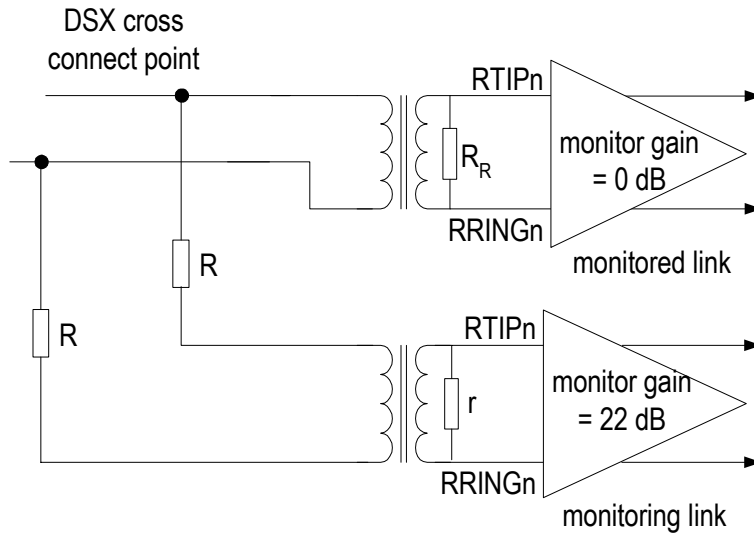 DSX cross
connect point
RTIPn
R_R
monitor gain
= 0 dB
RRINGn
monitored link
R
R
RTIPn
r
monitor gain
= 22 dB
RRINGn
monitoring link